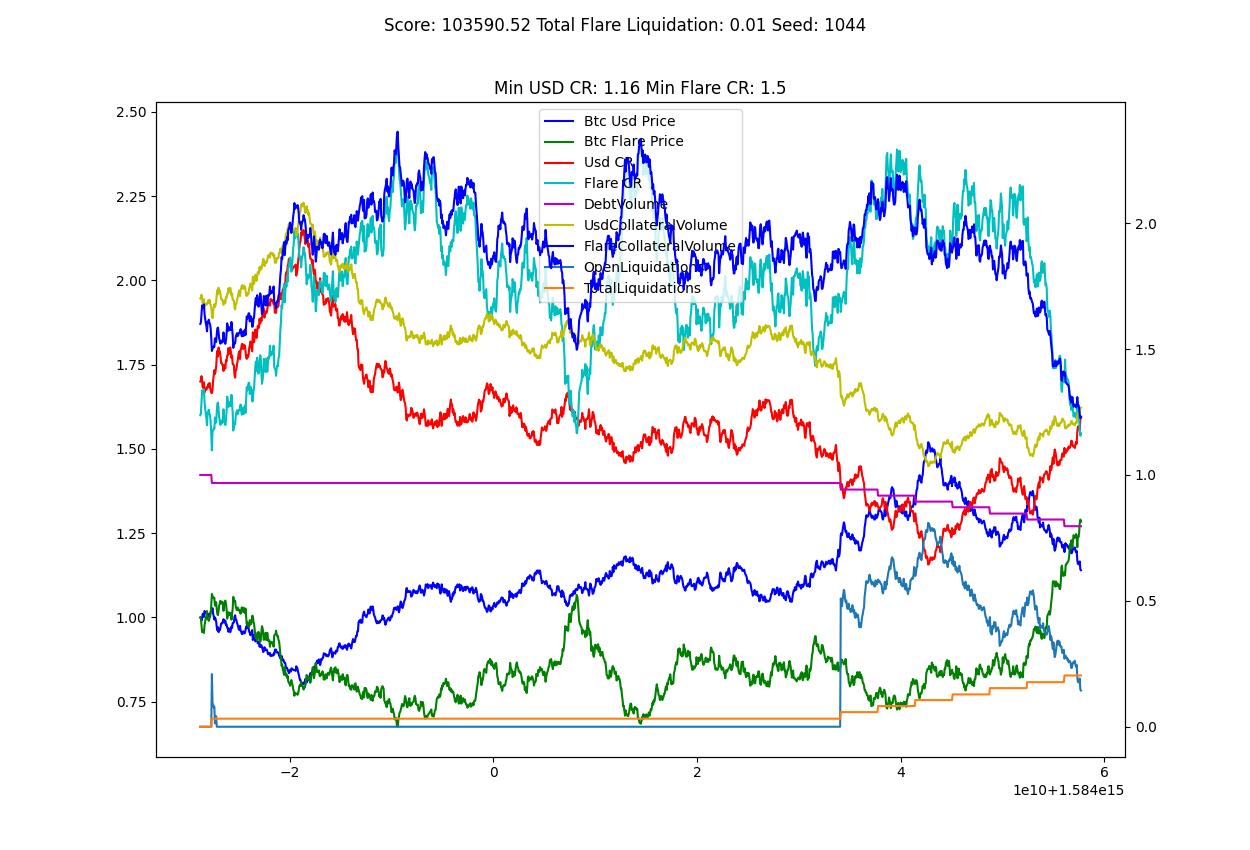 Score: 103590.52 Total Flare Liquidation: 0.01 Seed: 1044
Min USD CR: 1.16 Min Flare CR: 1.5
2.50
2.25
2.00
1.75
1.50
1.25
1.00
0.75
Btc Usd Price
Btc Flare Price
Usd CR
Flare CR
DebtVolume
UsdCollateralVolume
FlareCollateralVolume
OpenLiquidations
TotalLiquidations
2.0
1.5
1.0
0.5
0.0
−2
0
2
4
6
1e10+1.584e15